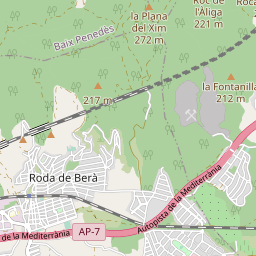 la Plana
del Xim
272 m
Roc de
l'Àliga
221 m
Baix Penedès
217 m
la Fontanilla
212 m
Roda de Berà
AP-7
Autopista de la Mediterrània
de la Mediterrània